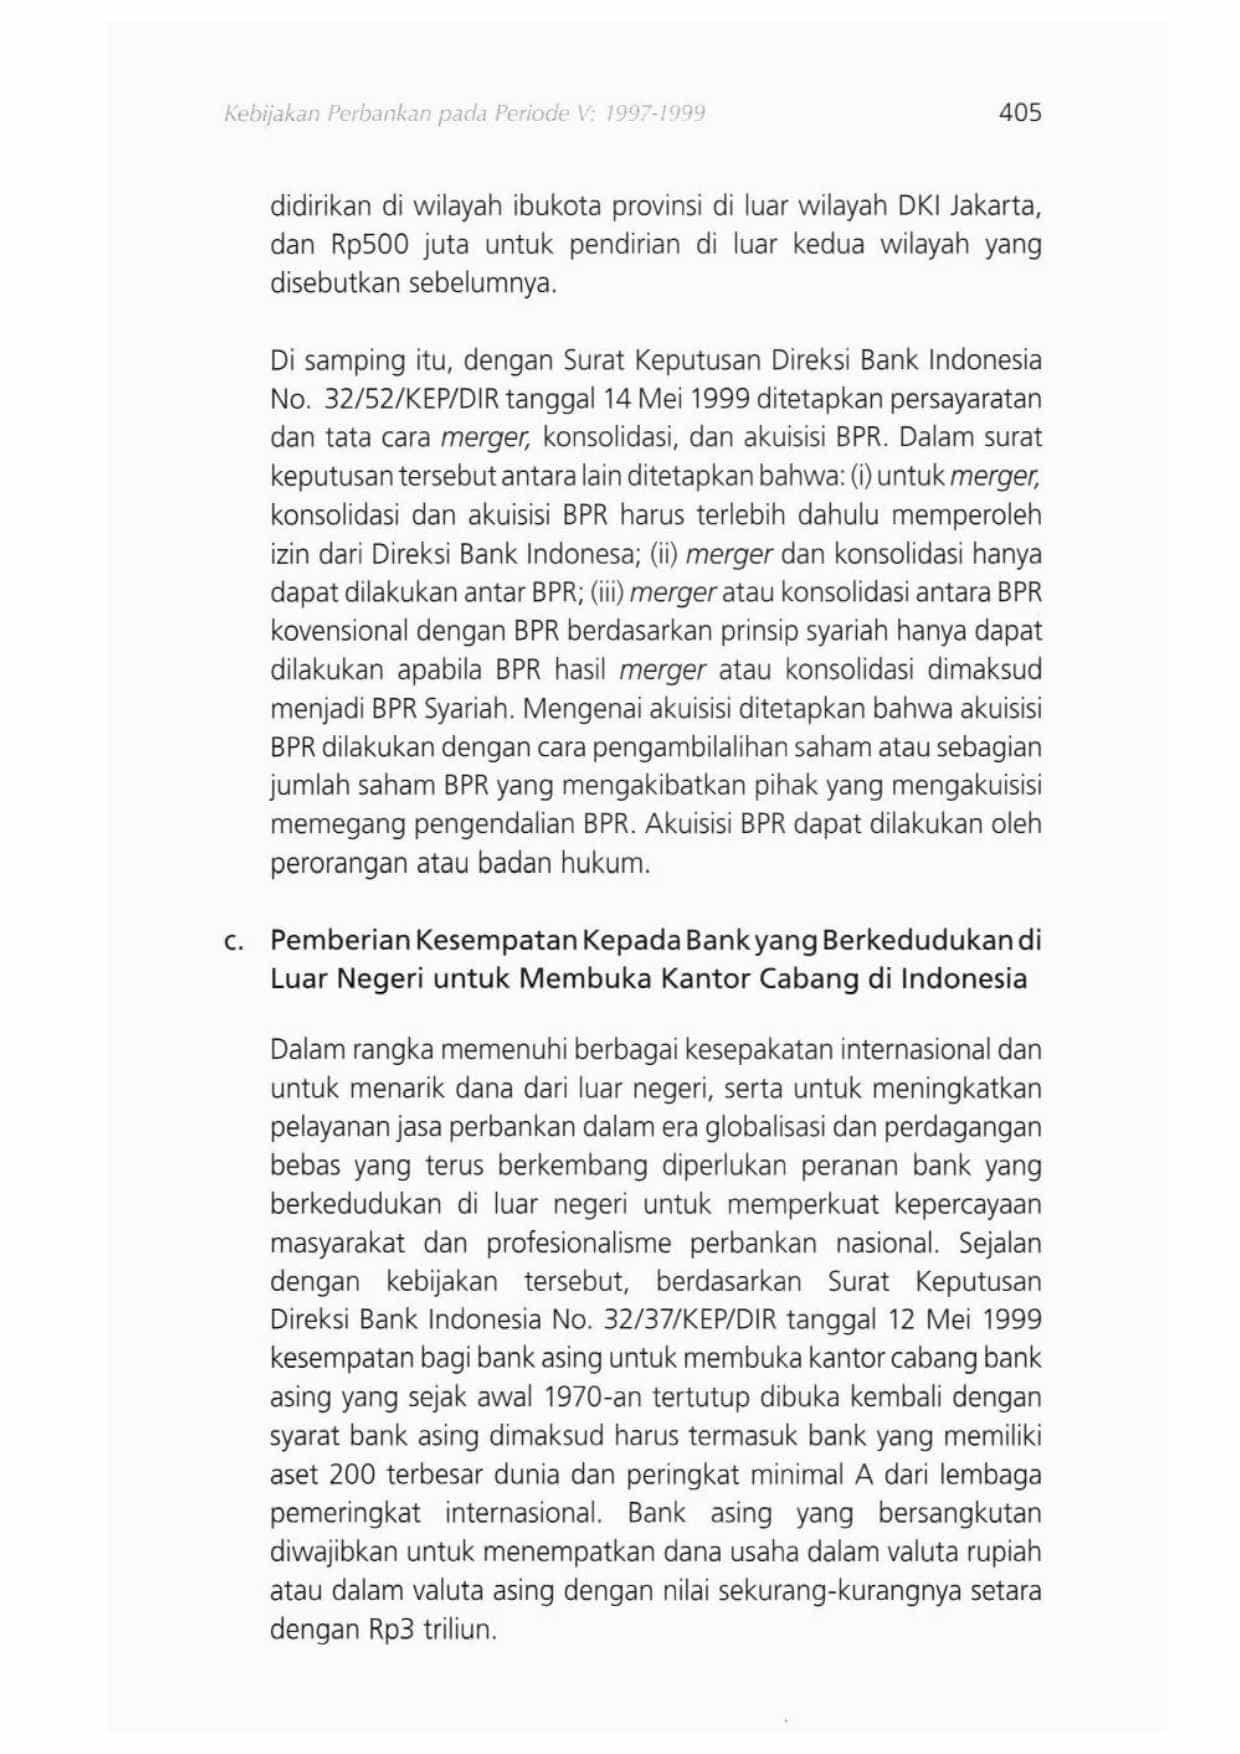 Kebijakan Perbankan pada Periode V: 1997-1999 405
didirikan di wilayah ibukota provinsi di luar wilayah DKI Jakarta,
dan Rp500 juta untuk pendirian di luar kedua wilayah yang
disebutkan sebelumnya.
Di samping itu, dengan Surat Keputusan Direksi Bank Indonesia
No. 32/52/KEP/DIR tanggal 14 Mei 1999 ditetapkan persayaratan
dan tata cara merger, konsolidasi, dan akuisisi BPR. Dalam surat
keputusan tersebut antara lain ditetapkan bahwa: (i) untuk merger,
konsolidasi dan akuisisi BPR harus terlebih dahulu memperoleh
izin dari Direksi Bank Indonesa; (ii) merger dan konsolidasi hanya
dapat dilakukan antar BPR; (iii) merger atau konsolidasi antara BPR
kovensional dengan BPR berdasarkan prinsip syariah hanya dapat
dilakukan apabila BPR hasil merger atau konsolidasi dimaksud
menjadi BPR Syariah. Mengenai akuisisi ditetapkan bahwa akuisisi
BPR dilakukan dengan cara pengambilalihan saham atau sebagian
jumlah saham BPR yang mengakibatkan pihak yang mengakuisisi
memegang pengendalian BPR. Akuisisi BPR dapat dilakukan oleh
perorangan atau badan hukum.
c. Pemberian Kesempatan Kepada Bank yang Berkedudukan di
Luar Negeri untuk Membuka Kantor Cabang di Indonesia
Dalam rangka memenuhi berbagai kesepakatan internasional dan
untuk menarik dana dari luar negeri, serta untuk meningkatkan
pelayanan jasa perbankan dalam era globalisasi dan perdagangan
bebas yang terus berkembang diperlukan peranan bank yang
berkedudukan di luar negeri untuk memperkuat kepercayaan
masyarakat dan profesionalisme perbankan nasional. Sejalan
dengan kebijakan tersebut, berdasarkan Surat Keputusan
Direksi Bank Indonesia No. 32/37/KEP/DIR tanggal 12 Mei 1999
kesempatan bagi bank asing untuk membuka kantor cabang bank
asing yang sejak awal 1970-an tertutup dibuka kembali dengan
syarat bank asing dimaksud harus termasuk bank yang memiliki
aset 200 terbesar dunia dan peringkat minimal A dari lembaga
pemeringkat internasional. Bank asing yang bersangkutan
diwajibkan untuk menempatkan dana usaha dalam valuta rupiah
atau dalam valuta asing dengan nilai sekurang-kurangnya setara
dengan Rp3 triliun.